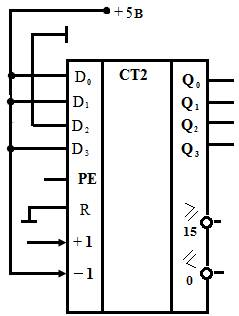 +5В
D0 CT2 Q0
D1 Q1
D2 Q2
D3 Q3
PE
R ≥
15
+1 ≤
−1 0